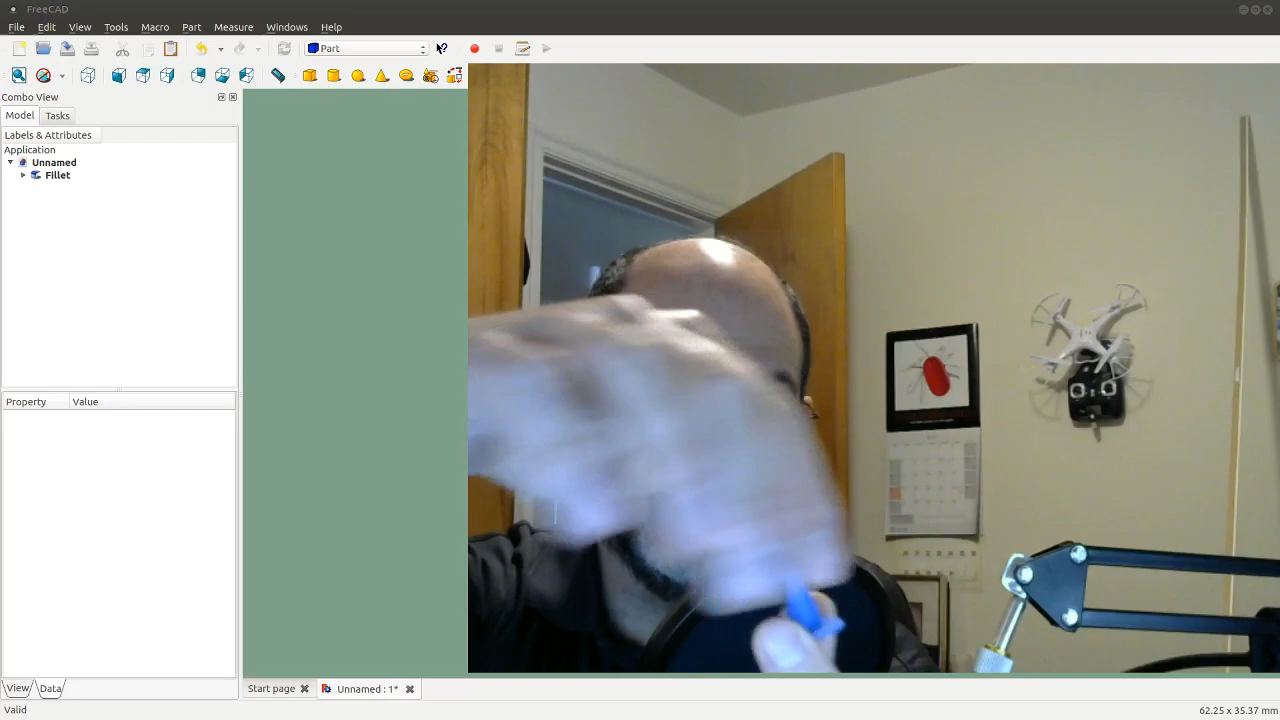 FreeCAD
File Edit View Tools Macro Part Measure Windows Help
Part
Combo View
Model Tasks
Labels & Attributes
Application
Unnamed
Fillet
Property Value
View Data
Start page Unnamed : 1*
Valid 62.25 x 35.37 mm